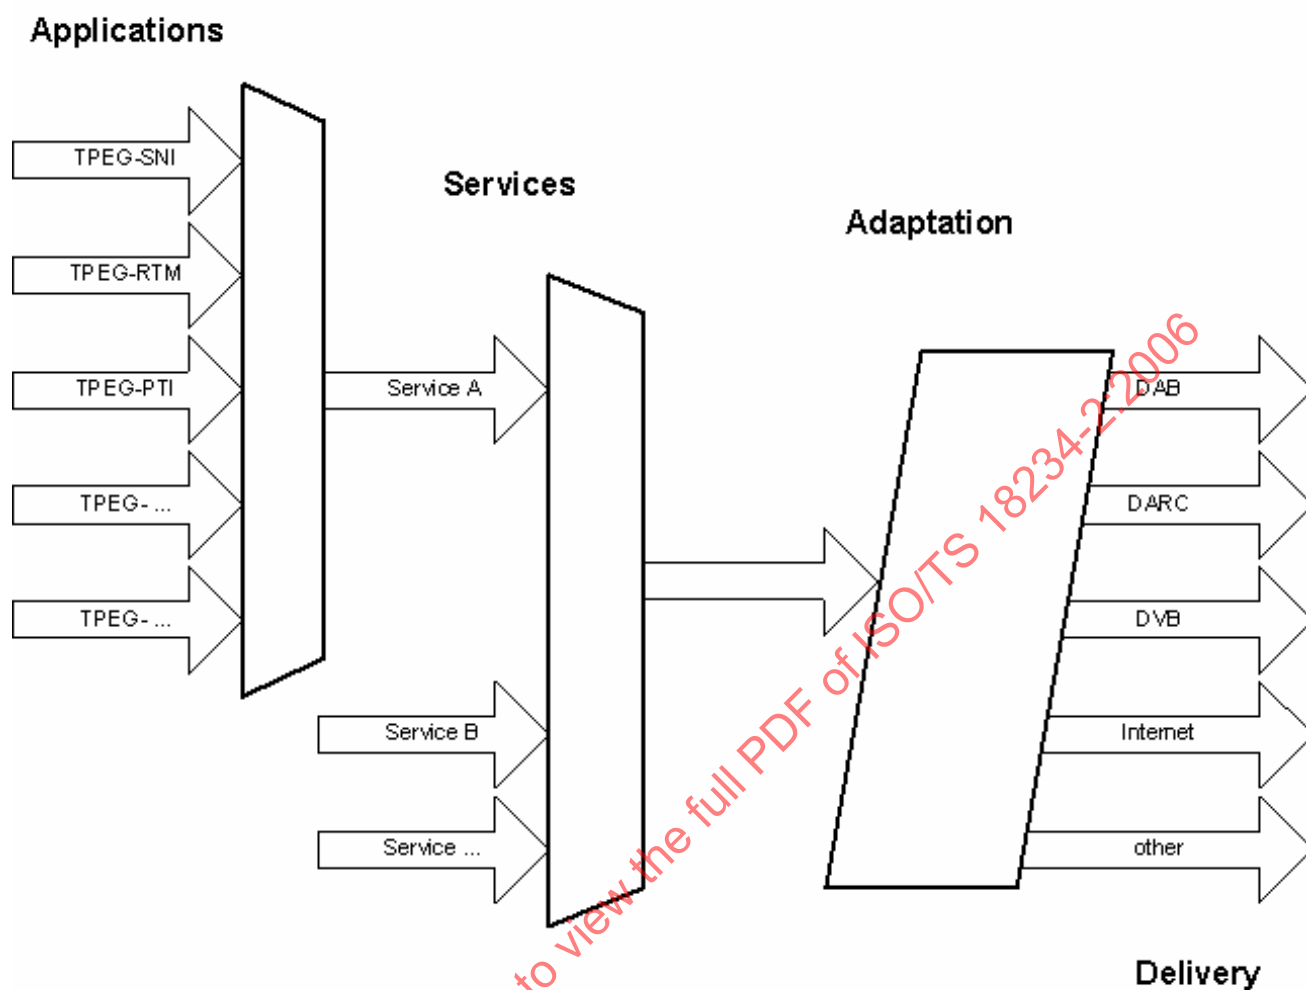 Applications
TPEG-SNI
TPEG-RTM
TPEG-PTI
TPEG- ...
TPEG- ...
Services
Service A
Service B
Service ...
Adaptation
DAB
DARC
DVB
Internet
other
Delivery
to view the full PDF of ISO/TS 18234-2:2006